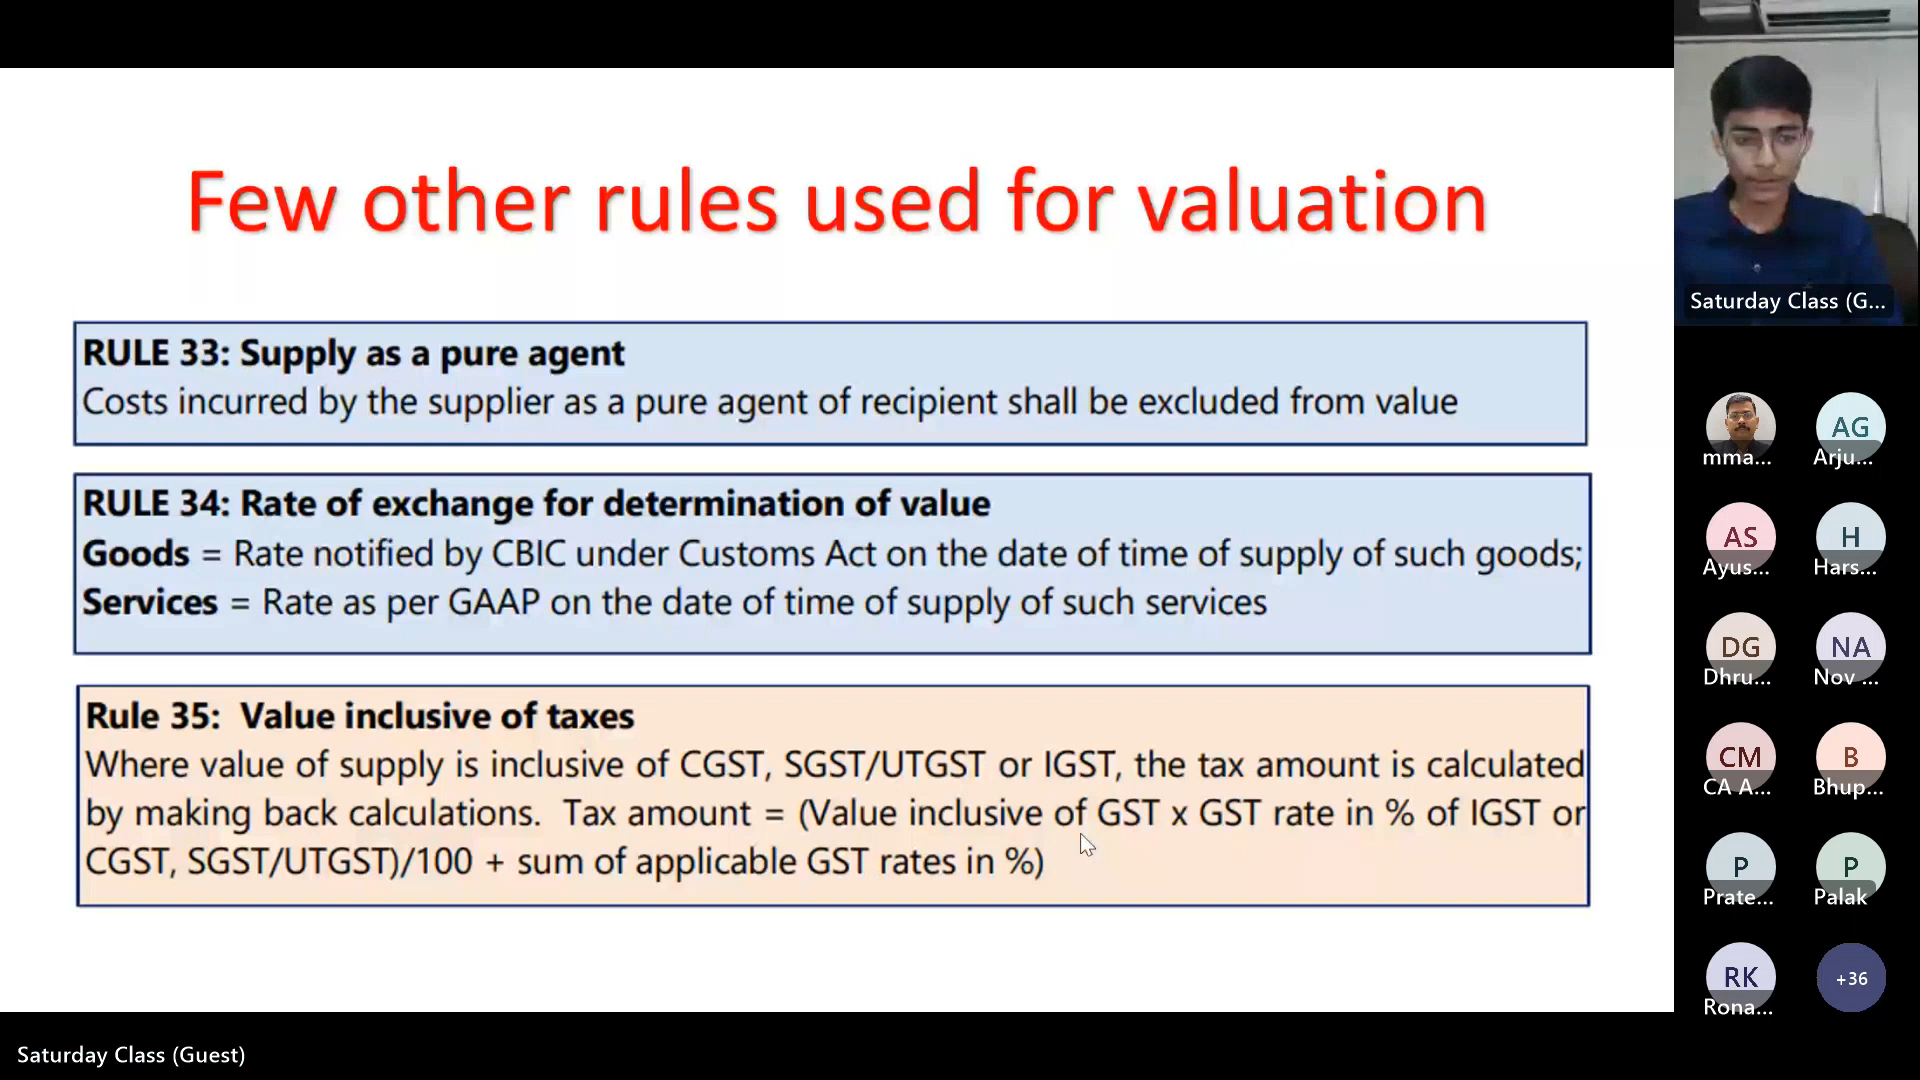 Few other rules used for valuation
RULE 33: Supply as a pure agent
Costs incurred by the supplier as a pure agent of recipient shall be excluded from value
RULE 34: Rate of exchange for determination of value
Goods = Rate notified by CBIC under Customs Act on the date of time of supply of such goods;
Services = Rate as per GAAP on the date of time of supply of such services
Rule 35: Value inclusive of taxes
Where value of supply is inclusive of CGST, SGST/UTGST or IGST, the tax amount is calculated
by making back calculations. Tax amount = (Value inclusive of GST x GST rate in % of IGST or
CGST, SGST/UTGST)/100 + sum of applicable GST rates in %)
Saturday Class (G...
mma...
AG
Arju...
AS
Ayus...
H
Hars...
DG
Dhru...
NA
Nov ...
CM
CA A...
B
Bhup...
P
Prate...
P
Palak
RK
Rona...
+36
Saturday Class (Guest)